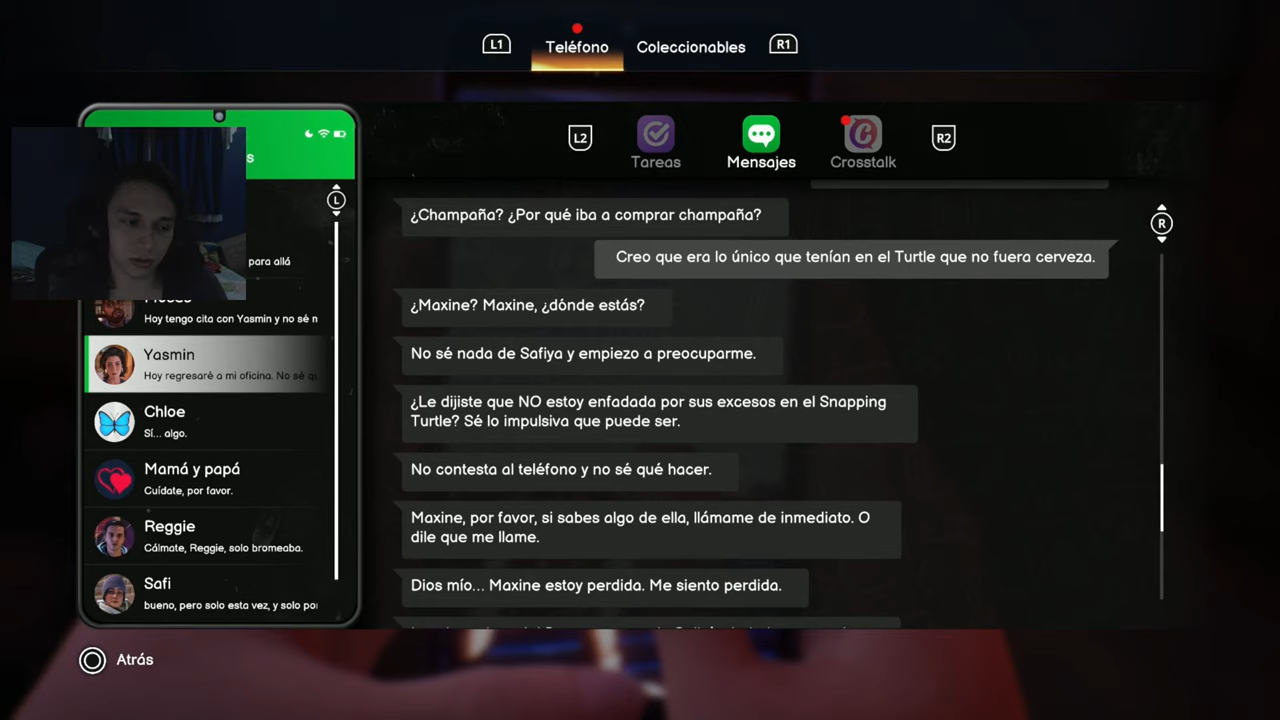 L1
Teléfono
Coleccionables
R1
s
L
para allá
Hoy tengo cita con Yasmin y no sé n
Yasmin
Hoy regresaré a mi oficina. No sé qu
Chloe
Sí... algo.
Mamá y papá
Cuídate, por favor.
Reggie
Cálmate, Reggie, solo bromeaba.
Safi
bueno, pero solo esta vez, y solo por
L2
Tareas
Mensajes
Crosstalk
R2
R
¿Champaña? ¿Por qué iba a comprar champaña?
Creo que era lo único que tenían en el Turtle que no fuera cerveza.
¿Maxine? Maxine, ¿dónde estás?
No sé nada de Safiya y empiezo a preocuparme.
¿Le dijiste que NO estoy enfadada por sus excesos en el Snapping
Turtle? Sé lo impulsiva que puede ser.
No contesta al teléfono y no sé qué hacer.
Maxine, por favor, si sabes algo de ella, llámame de inmediato. O
dile que me llame.
Dios mío... Maxine estoy perdida. Me siento perdida.
Atrás